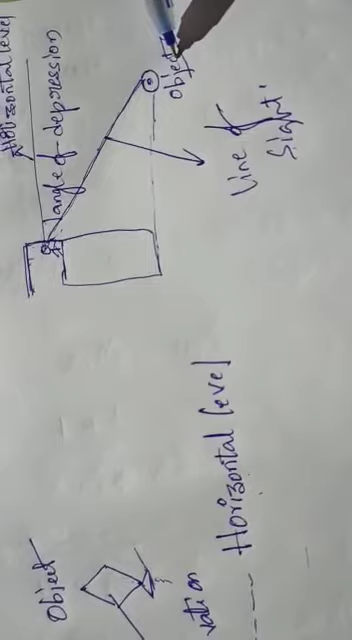 Horizontal level
angle of depression
Object
Line of
Sight
Object
vation
Horizontal level